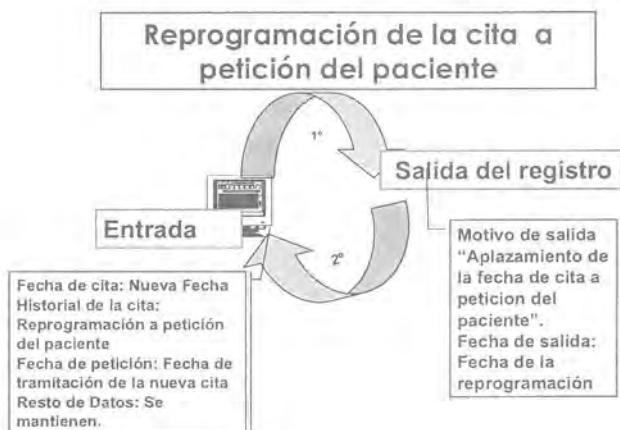 Reprogramación de la cita a
petición del paciente
1º
Salida del registro
Entrada
2º
Motivo de salida
“Aplazamiento de
la fecha de cita a
peticion del
paciente”.
Fecha de salida:
Fecha de la
reprogramación
Fecha de cita: Nueva Fecha
Historial de la cita:
Reprogramación a petición
del paciente
Fecha de petición: Fecha de
tramitación de la nueva cita
Resto de Datos: Se
mantienen.